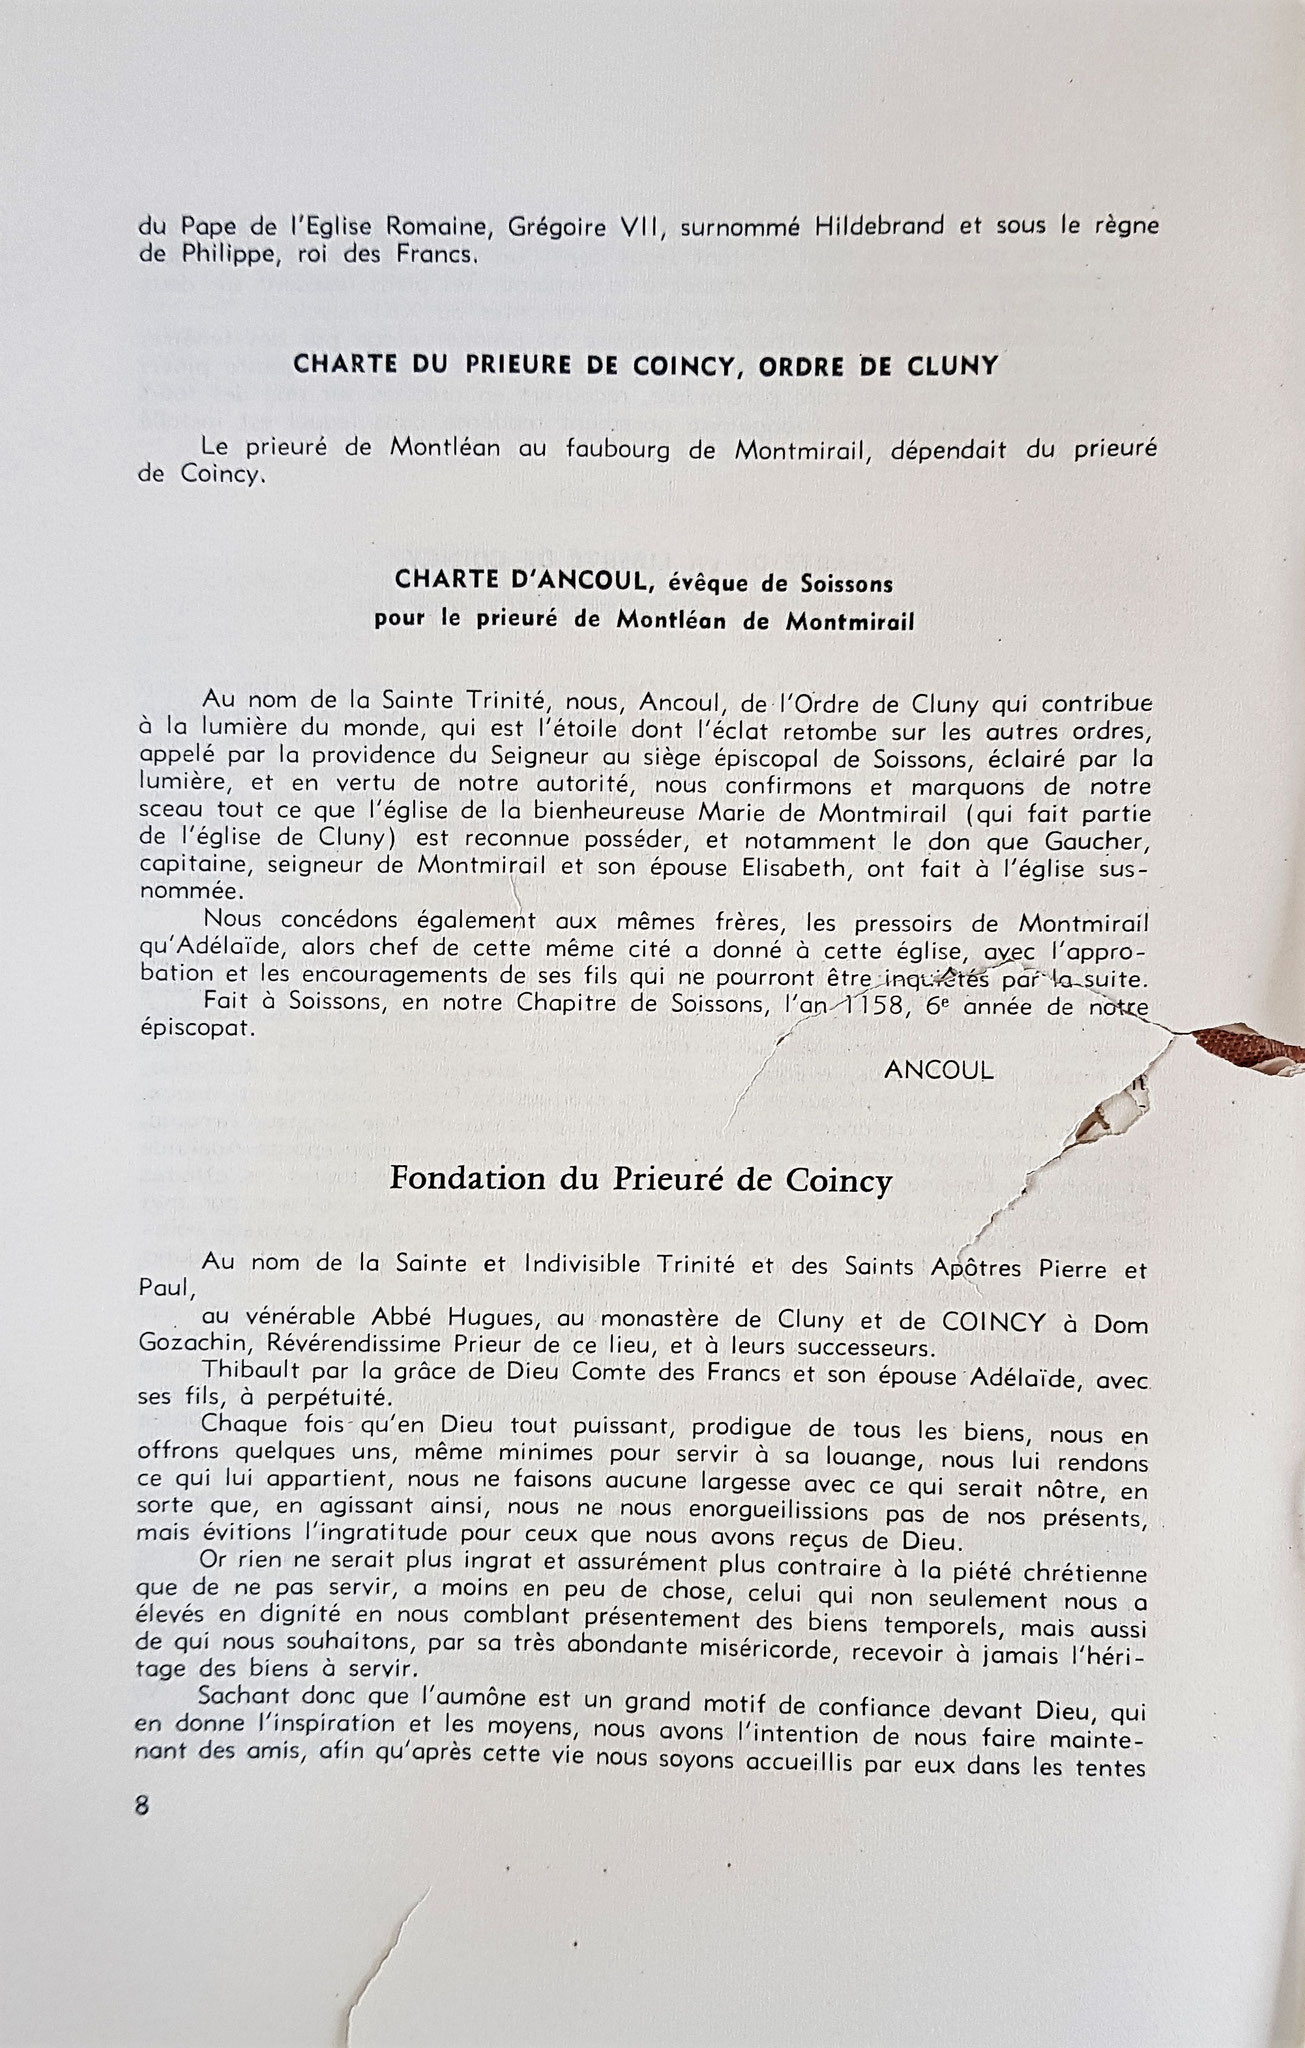 du Pape de l'Eglise Romaine, Grégoire VII, surnommé Hildebrand et sous le règne
de Philippe, roi des Francs.
CHARTE DU PRIEURE DE COINCY, ORDRE DE CLUNY
Le prieuré de Montléan au faubourg de Montmirail, dépendait du prieuré
de Coincy.
CHARTE D'ANCOUL, évêque de Soissons
pour le prieuré de Montléan de Montmirail
Au nom de la Sainte Trinité, nous, Ancoul, de l'Ordre de Cluny qui contribue
à la lumière du monde, qui est l'étoile dont l'éclat retombe sur les autres ordres,
appelé par la providence du Seigneur au siège épiscopal de Soissons, éclairé par la
lumière, et en vertu de notre autorité, nous confirmons et marquons de notre
sceau tout ce que l'église de la bienheureuse Marie de Montmirail (qui fait partie
de l'église de Cluny) est reconnue posséder, et notamment le don que Gaucher,
capitaine, seigneur de Montmirail et son épouse Elisabeth, ont fait à l'église sus-
nommée.
Nous concédons également aux mêmes frères, les pressoirs de Montmirail
qu'Adélaïde, alors chef de cette même cité a donné à cette église, avec l'appro-
bation et les encouragements de ses fils qui ne pourront être inquiétés par la suite.
Fait à Soissons, en notre Chapitre de Soissons, l'an 1158, 6e année de notre
épiscopat.
ANCOUL
Fondation du Prieuré de Coincy
Au nom de la Sainte et Indivisible Trinité et des Saints Apôtres Pierre et
Paul,
au vénérable Abbé Hugues, au monastère de Cluny et de COINCY à Dom
Gozachin, Révérendissime Prieur de ce lieu, et à leurs successeurs.
Thibault par la grâce de Dieu Comte des Francs et son épouse Adélaïde, avec
ses fils, à perpétuité.
Chaque fois qu'en Dieu tout puissant, prodigue de tous les biens, nous en
offrons quelques uns, même minimes pour servir à sa louange, nous lui rendons
ce qui lui appartient, nous ne faisons aucune largesse avec ce qui serait nôtre, en
sorte que, en agissant ainsi, nous ne nous enorgueilissions pas de nos présents,
mais évitions l'ingratitude pour ceux que nous avons reçus de Dieu.
Or rien ne serait plus ingrat et assurément plus contraire à la piété chrétienne
que de ne pas servir, a moins en peu de chose, celui qui non seulement nous a
élevés en dignité en nous comblant présentement des biens temporels, mais aussi
de qui nous souhaitons, par sa très abondante miséricorde, recevoir à jamais l'héri-
tage des biens à servir.
Sachant donc que l'aumône est un grand motif de confiance devant Dieu, qui
en donne l'inspiration et les moyens, nous avons l'intention de nous faire mainte-
nant des amis, afin qu'après cette vie nous soyons accueillis par eux dans les tentes
8